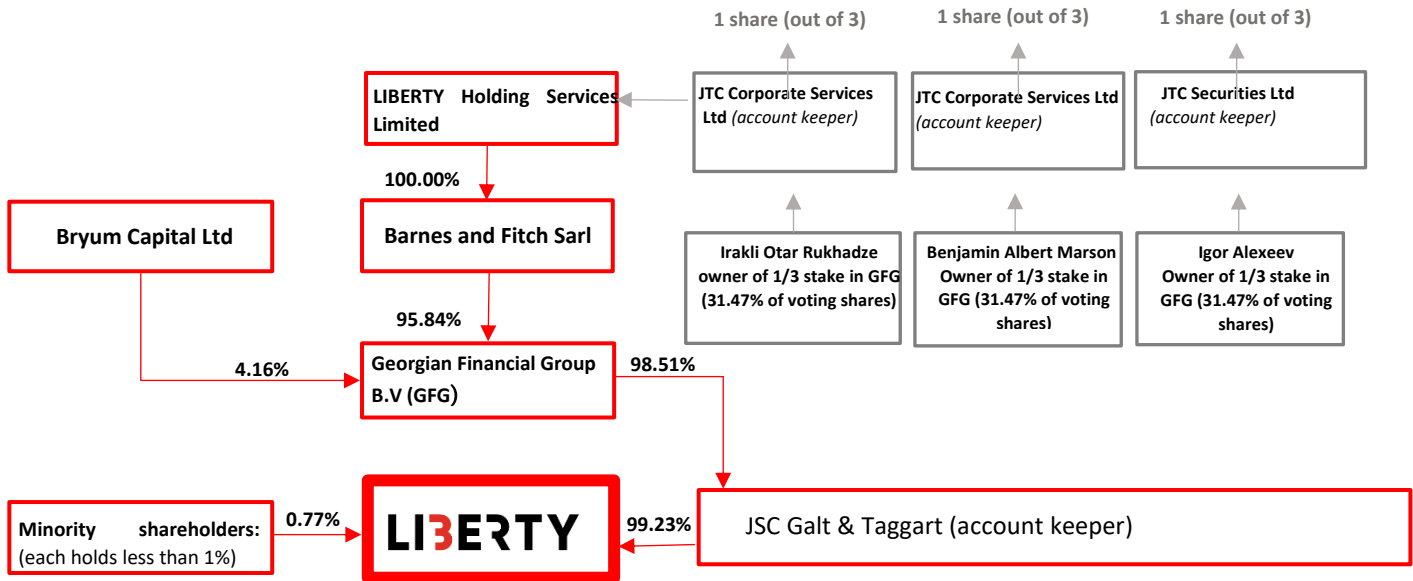 1 share (out of 3)
1 share (out of 3)
1 share (out of 3)
LIBERTY Holding Services
Limited
JTC Corporate Services
Ltd (account keeper)
JTC Corporate Services Ltd
(account keeper)
JTC Securities Ltd
(account keeper)
100.00%
Bryum Capital Ltd
Barnes and Fitch Sarl
Irakli Otar Rukhadze
owner of 1/3 stake in GFG
(31.47% of voting shares)
Benjamin Albert Marson
Owner of 1/3 stake in
GFG (31.47% of voting
shares)
Igor Alexeev
Owner of 1/3 stake in
GFG (31.47% of voting
shares)
95.84%
4.16%
Georgian Financial Group
B.V (GFG)
98.51%
Minority shareholders:
(each holds less than 1%)
0.77%
LIBERTY
99.23%
JSC Galt & Taggart (account keeper)